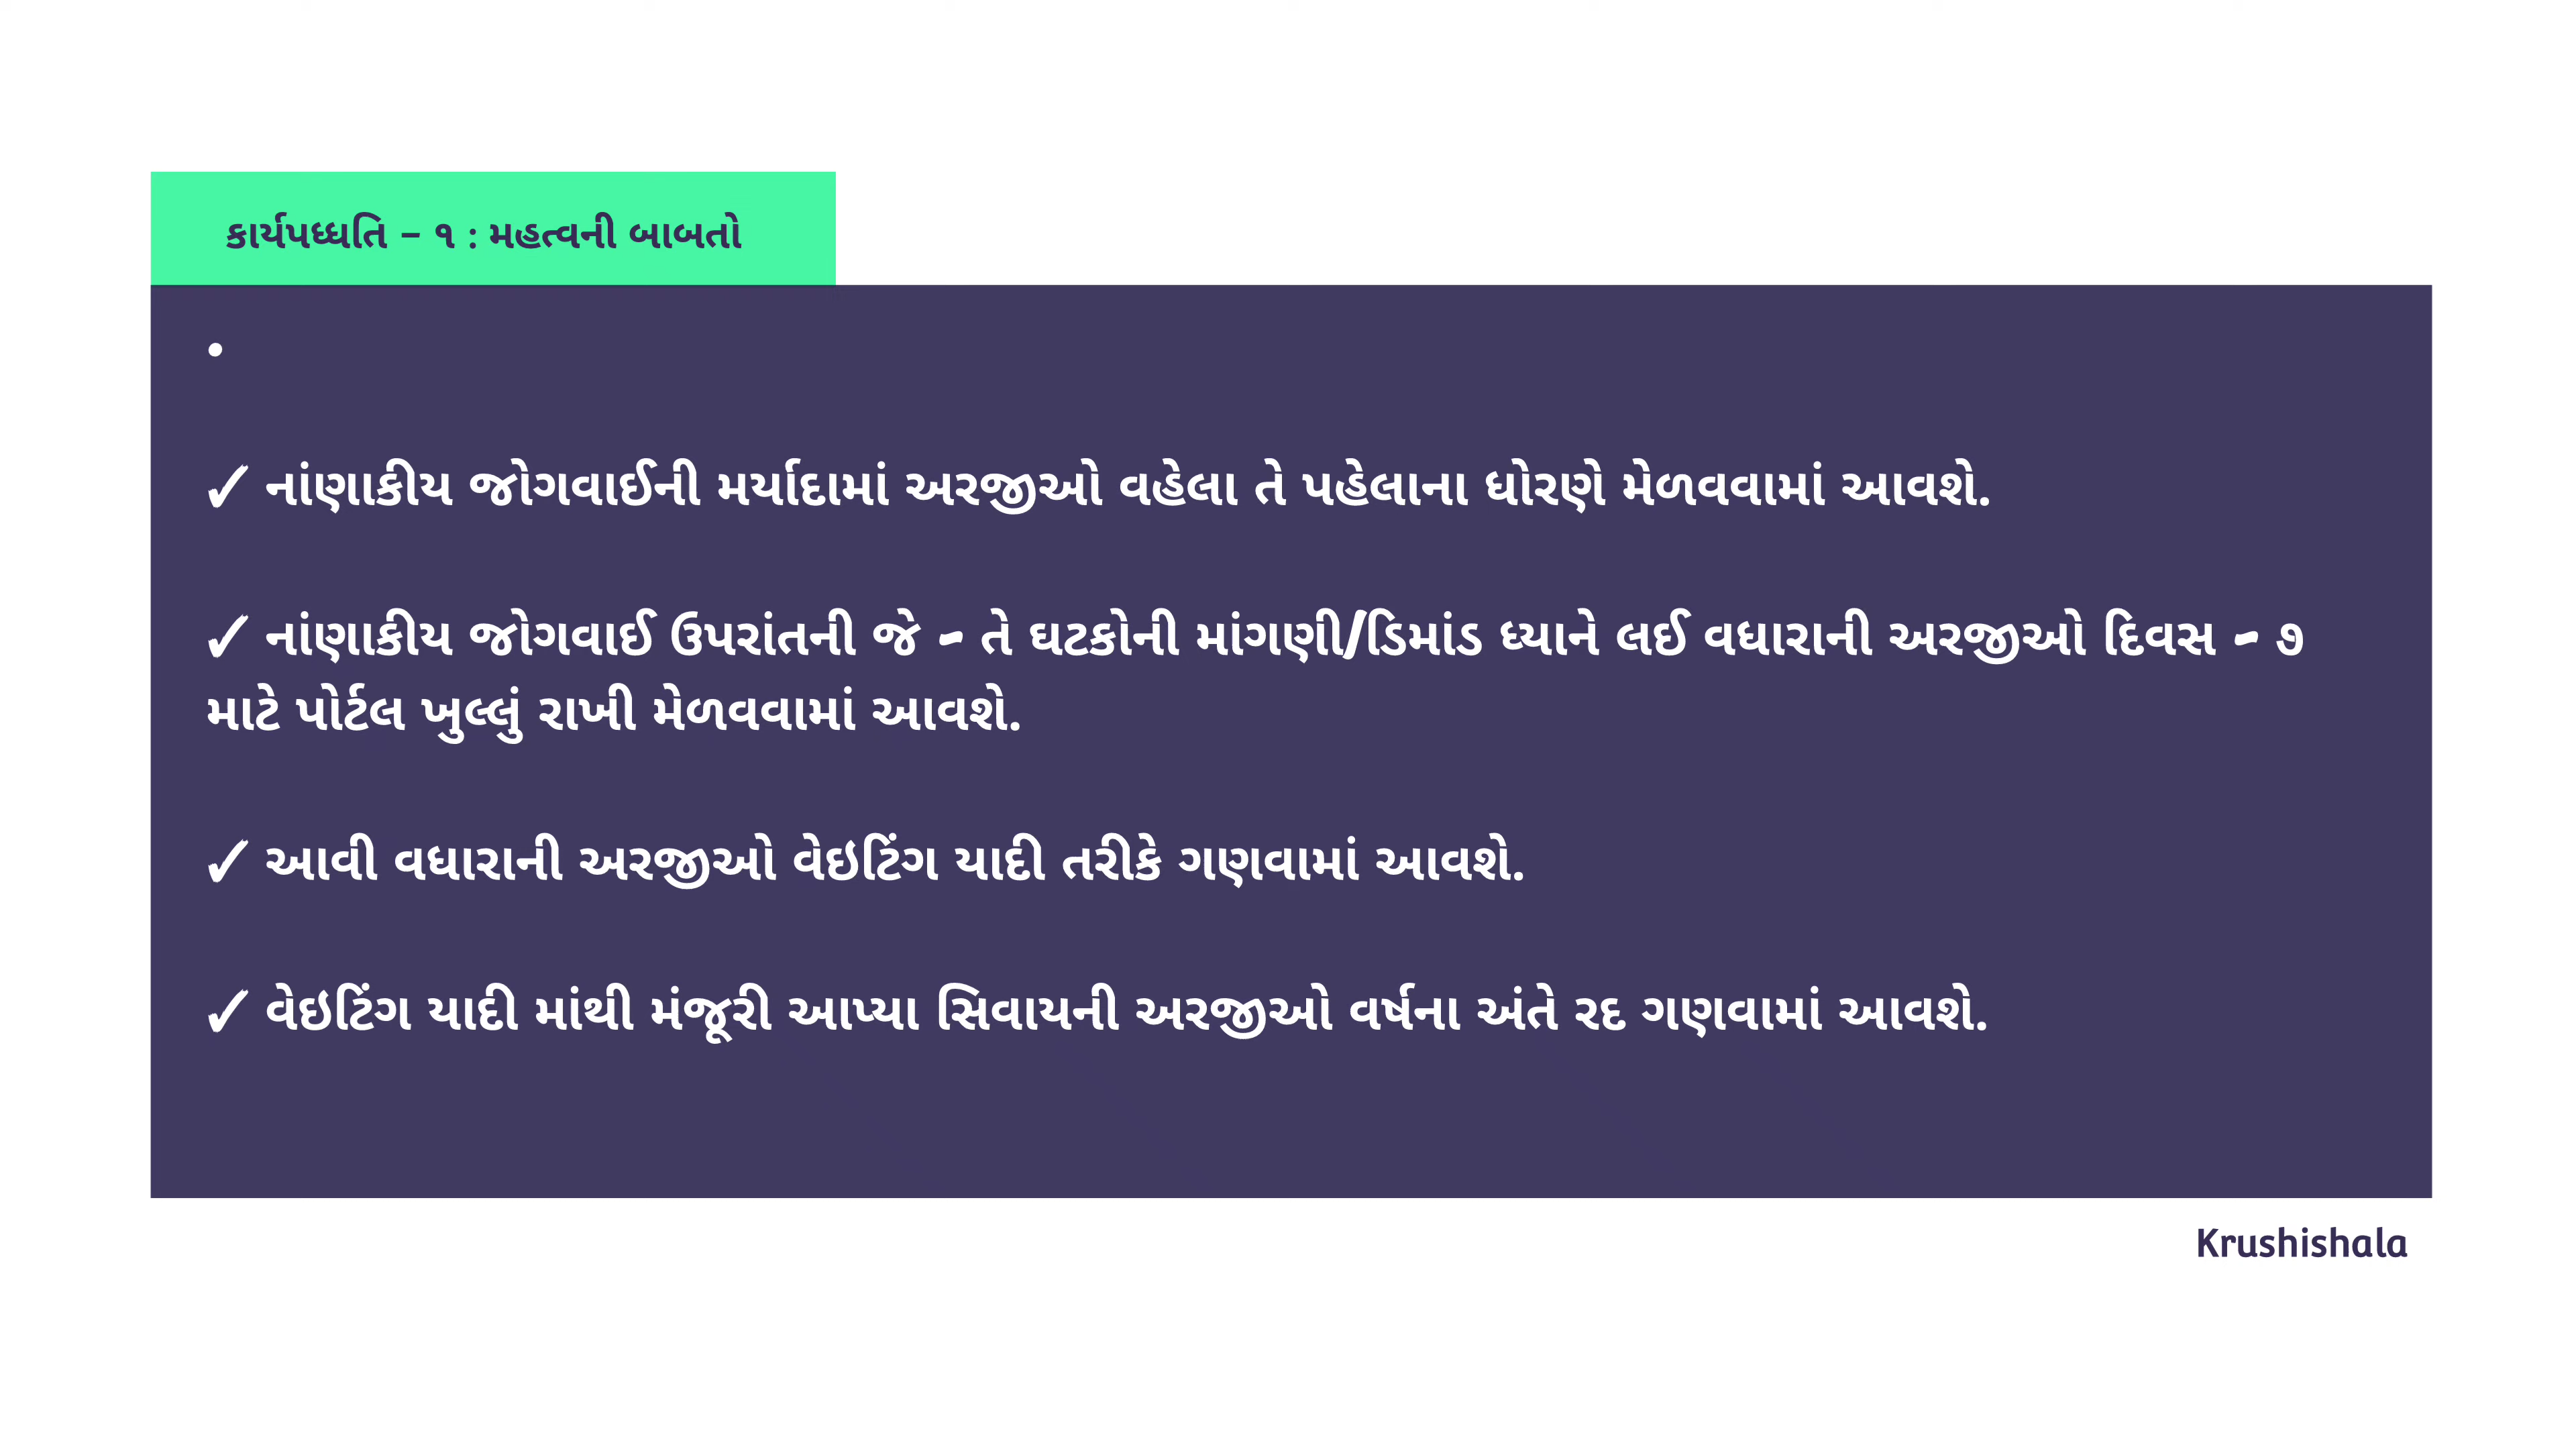 કાર્યપધ્ધતિ – ૧ : મહત્વની બાબતો
•
✓ નાંણાકીય જોગવાઈની મર્યાદામાં અરજીઓ વહેલા તે પહેલાના ધોરણે મેળવવામાં આવશે.
✓ નાંણાકીય જોગવાઈ ઉપરાંતની જે - તે ઘટકોની માંગણી/ડિમાંડ ધ્યાને લઈ વધારાની અરજીઓ દિવસ - ૭
માટે પોર્ટલ ખુલ્લું રાખી મેળવવામાં આવશે.
✓ આવી વધારાની અરજીઓ વેઇટિંગ યાદી તરીકે ગણવામાં આવશે.
✓ વેઇટિંગ યાદી માંથી મંજૂરી આપ્યા સિવાયની અરજીઓ વર્ષના અંતે રદ ગણવામાં આવશે.
Krushishala